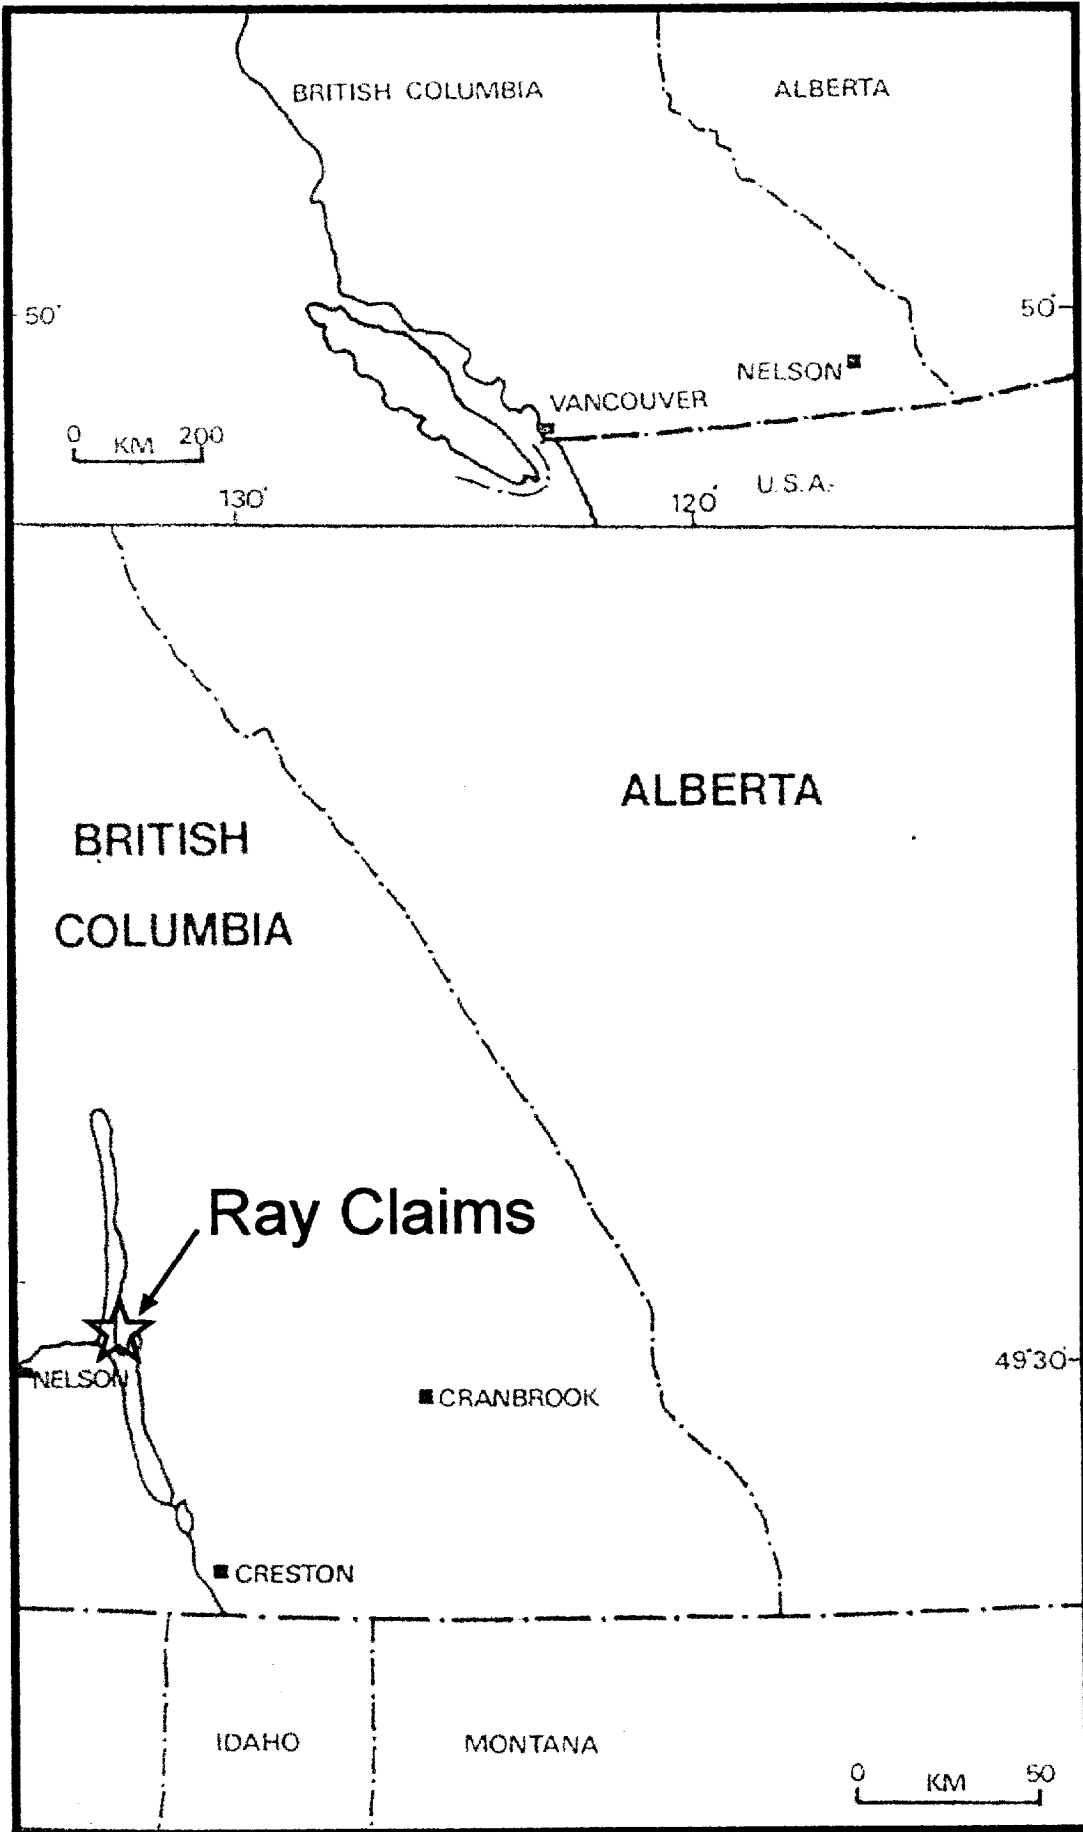 BRITISH COLUMBIA
ALBERTA
50°
50°
NELSON
VANCOUVER
0 KM 200
130°
120°
U.S.A.
ALBERTA
BRITISH
COLUMBIA
Ray Claims
NELSON
49°30'
CRANBROOK
CRESTON
IDAHO
MONTANA
0 KM 50